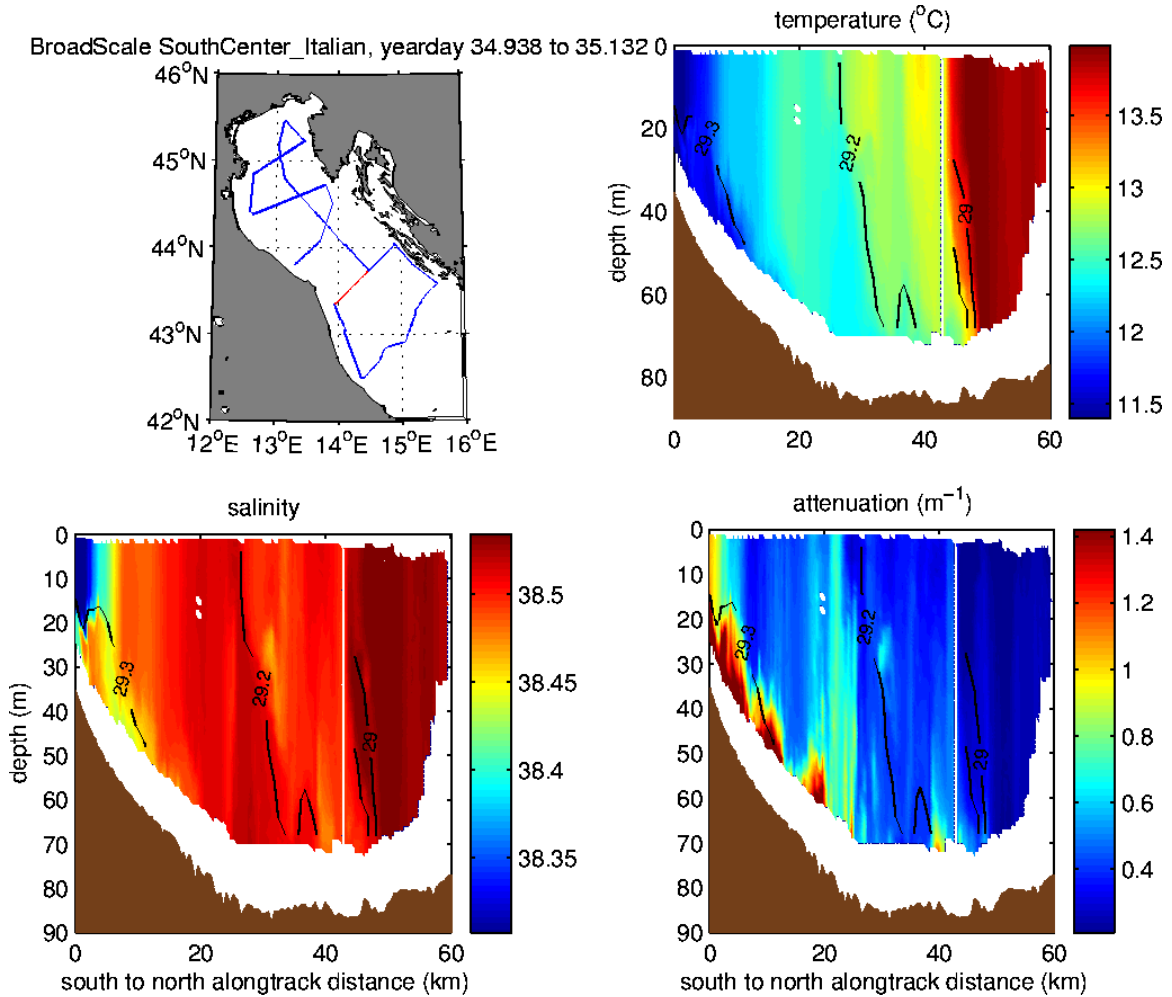 BroadScale SouthCenter_Italian, yearday 34.938 to 35.132
46°N
45°N
44°N
43°N
42°N
12°E 13°E 14°E 15°E 16°E
temperature (°C)
0
20
40
60
80
depth (m)
0 20 40 60
29.3
29.2
29
13.5
13
12.5
12
11.5
salinity
0
10
20
30
40
50
60
70
80
90
depth (m)
0 20 40 60
south to north alongtrack distance (km)
29.3
29.2
29
38.5
38.45
38.4
38.35
attenuation (m⁻¹)
0
10
20
30
40
50
60
70
80
90
0 20 40 60
south to north alongtrack distance (km)
29.3
29.2
29
1.4
1.2
1
0.8
0.6
0.4